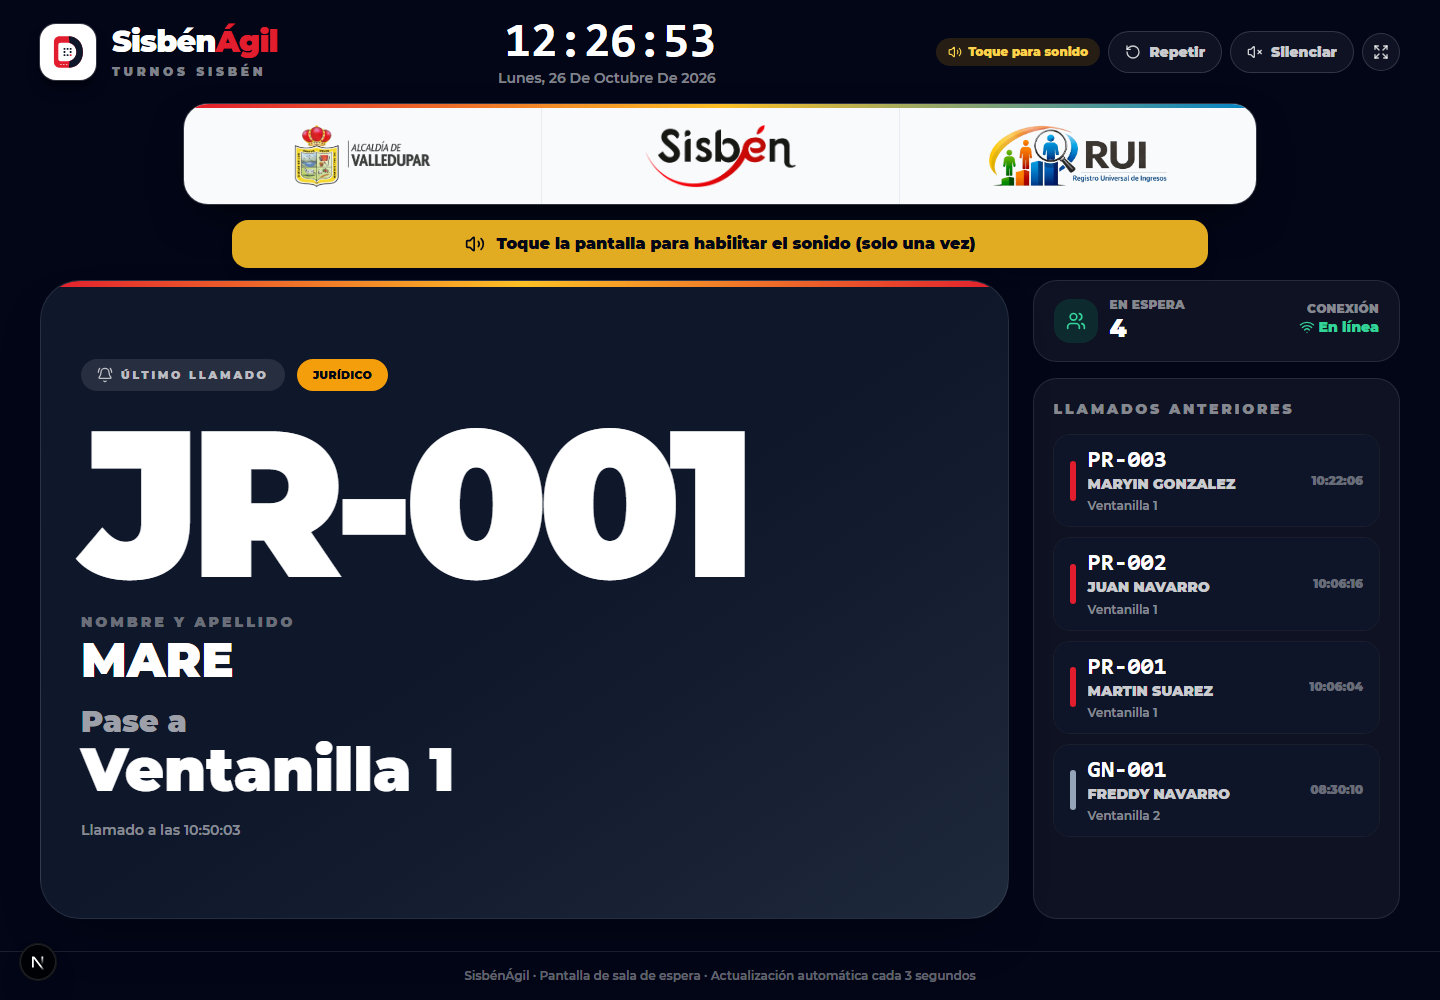 SisbénÁgil
TURNOS SISBÉN
12:26:53
Lunes, 26 De Octubre De 2026
Toque para sonido
Repetir
Silenciar
ALCALDÍA DE
VALLEDUPAR
Sisbén
RUI
Registro Universal de Ingresos
Toque la pantalla para habilitar el sonido (solo una vez)
ÚLTIMO LLAMADO
JURÍDICO
JR-001
NOMBRE Y APELLIDO
MARE
Pase a
Ventanilla 1
Llamado a las 10:50:03
EN ESPERA
4
CONEXIÓN
En línea
LLAMADOS ANTERIORES
PR-003
MARYIN GONZALEZ
Ventanilla 1
10:22:06
PR-002
JUAN NAVARRO
Ventanilla 1
10:06:16
PR-001
MARTIN SUAREZ
Ventanilla 1
10:06:04
GN-001
FREDDY NAVARRO
Ventanilla 2
08:30:10
N
SisbénÁgil · Pantalla de sala de espera · Actualización automática cada 3 segundos